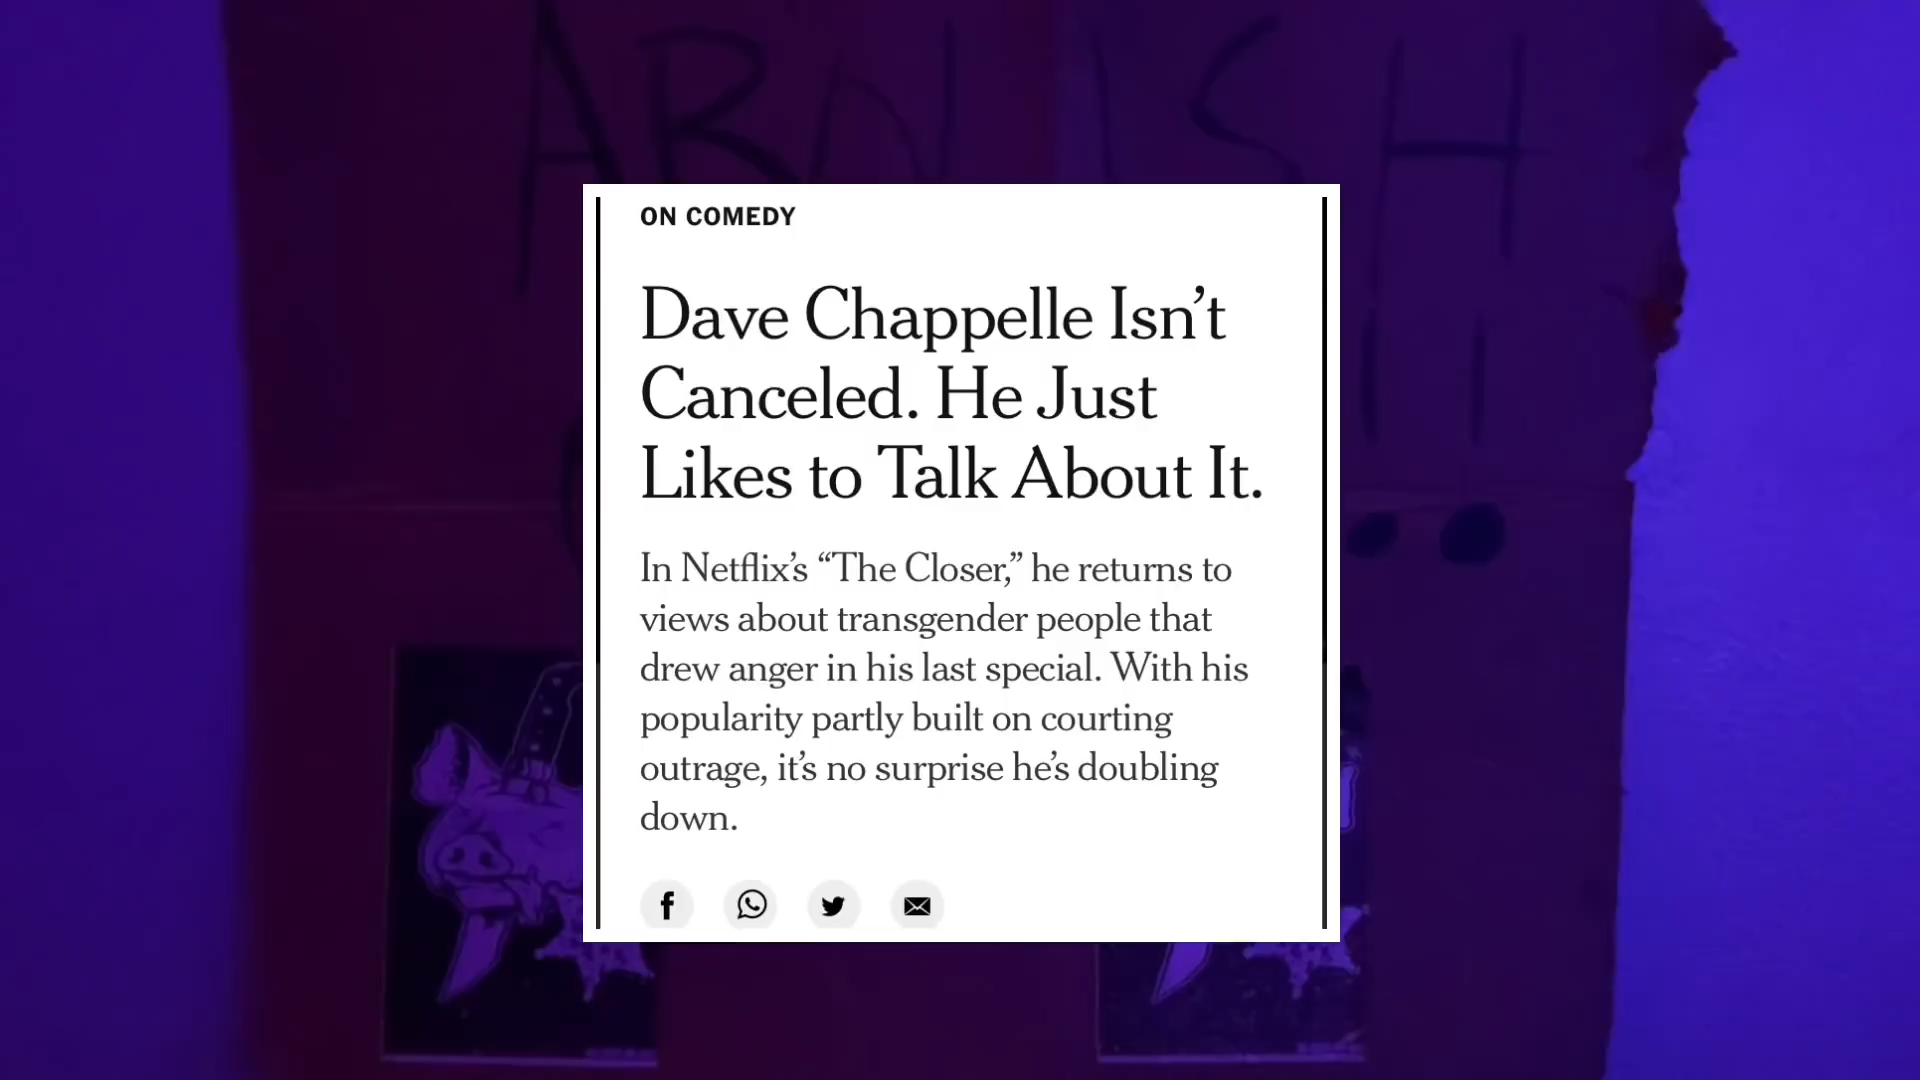 ARNISH
ON COMEDY
Dave Chappelle Isn’t
Canceled. He Just
Likes to Talk About It.
In Netflix’s “The Closer,” he returns to
views about transgender people that
drew anger in his last special. With his
popularity partly built on courting
outrage, it’s no surprise he’s doubling
down.